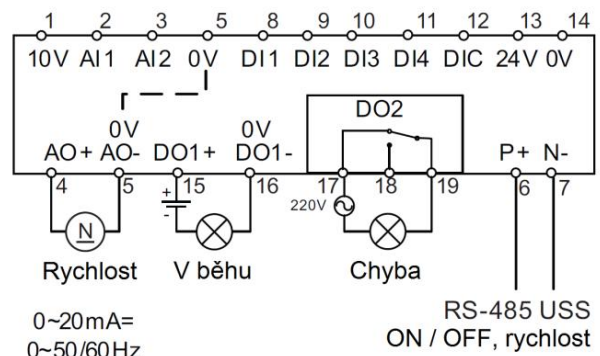 1 2 3 5 8 9 10 11 12 13 14
10V AI1 AI2 0V DI1 DI2 DI3 DI4 DIC 24V 0V
DO2
0V 0V
AO+ AO- DO1+ DO1- P+ N-
4 5 15 16 17 18 19 6 7
+
-
220V
N
Rychlost V běhu Chyba
RS-485 USS
0~20mA= ON / OFF, rychlost
0~50/60Hz